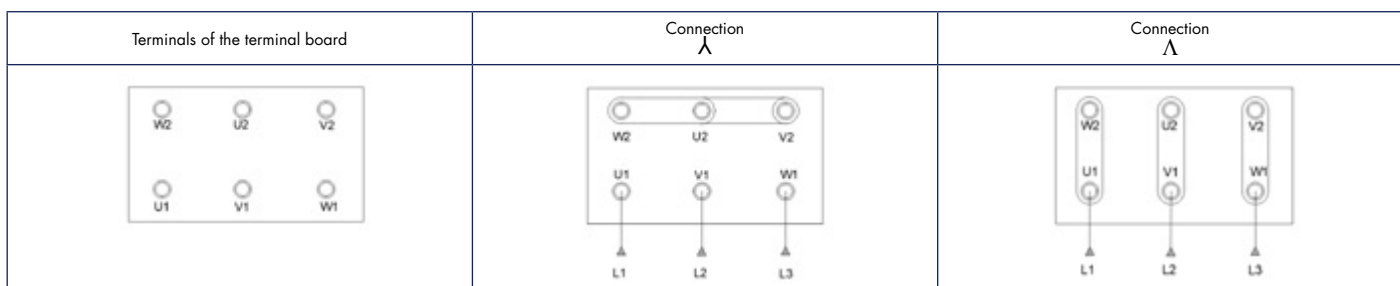 Terminals of the terminal board
Connection
Connection
Λ
W2 U2 V2
U1 V1 W1
W2 U2 V2
U1 V1 W1
L1 L2 L3
W2 U2 V2
U1 V1 W1
L1 L2 L3